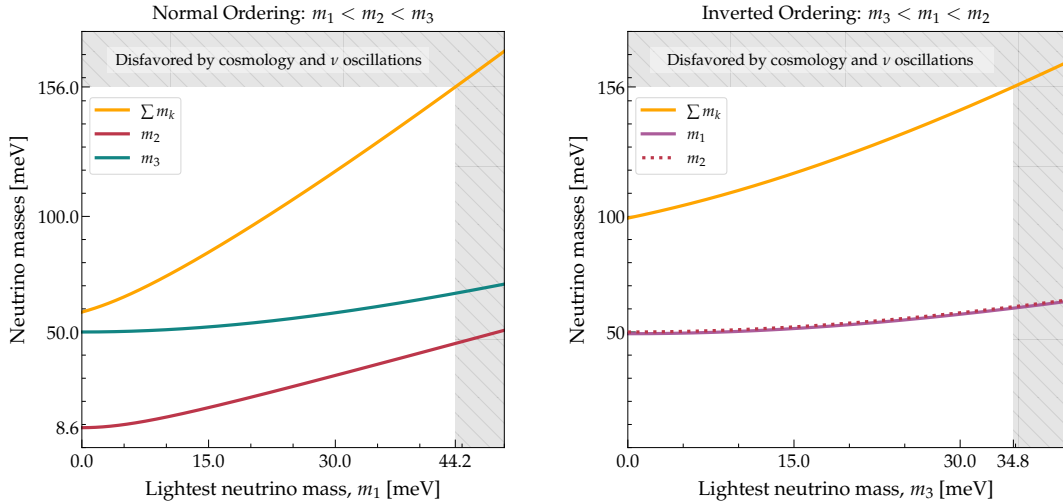 Normal Ordering: m₁ < m₂ < m₃
Disfavored by cosmology and ν oscillations
156.0
100.0
50.0
8.6
Neutrino masses [meV]
∑ mₖ
m₂
m₃
0.0 15.0 30.0 44.2
Lightest neutrino mass, m₁ [meV]
Inverted Ordering: m₃ < m₁ < m₂
Disfavored by cosmology and ν oscillations
156
100
50
Neutrino masses [meV]
∑ mₖ
m₁
m₂
0.0 15.0 30.0 34.8
Lightest neutrino mass, m₃ [meV]